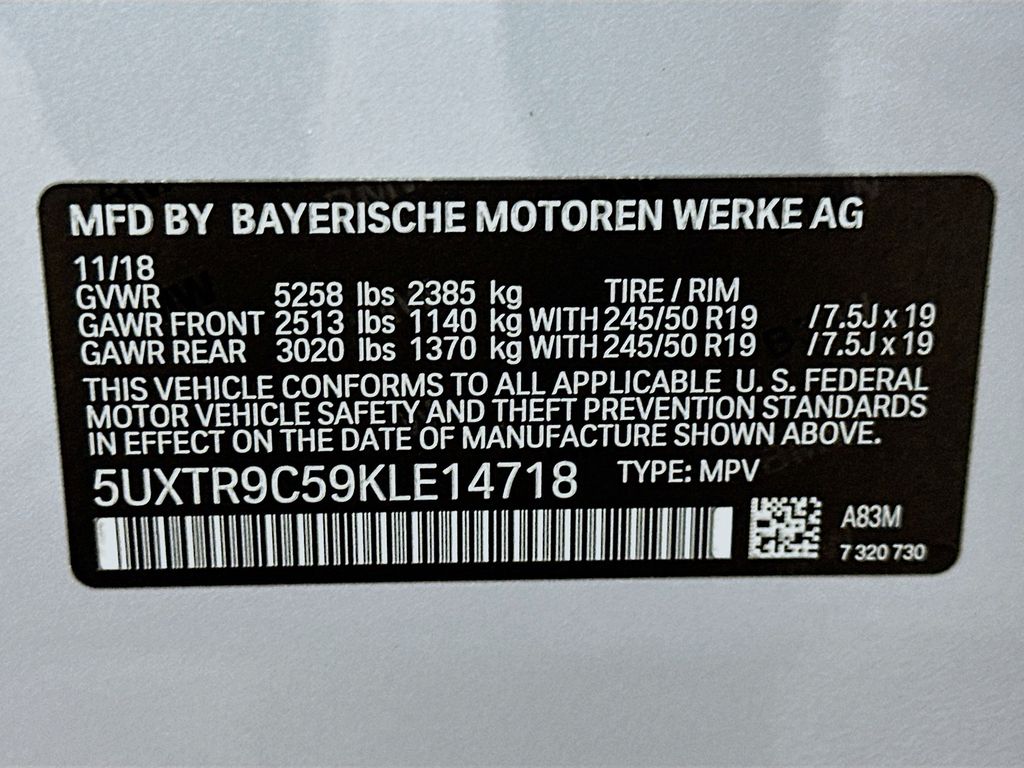 MFD BY BAYERISCHE MOTOREN WERKE AG
11/18
GVWR 5258 lbs 2385 kg TIRE / RIM
GAWR FRONT 2513 lbs 1140 kg WITH 245/50 R19 / 7.5J x 19
GAWR REAR 3020 lbs 1370 kg WITH 245/50 R19 / 7.5J x 19
THIS VEHICLE CONFORMS TO ALL APPLICABLE U. S. FEDERAL
MOTOR VEHICLE SAFETY AND THEFT PREVENTION STANDARDS
IN EFFECT ON THE DATE OF MANUFACTURE SHOWN ABOVE.
5UXTR9C59KLE14718 TYPE: MPV
A83M
7 320 730